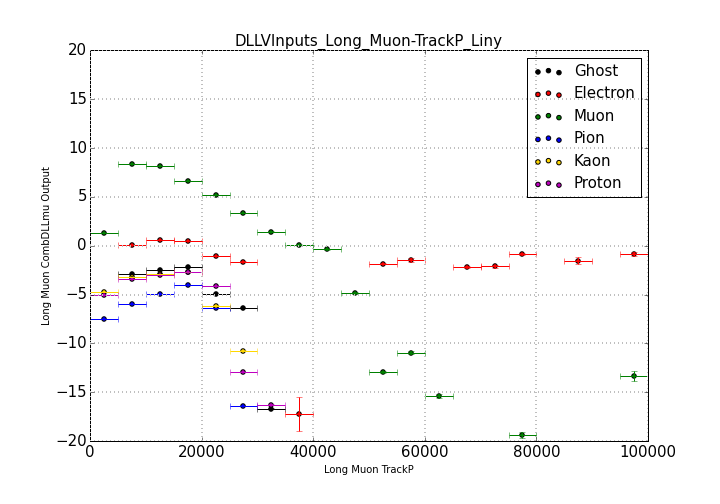 DLLVInputs_Long_Muon-TrackP_Liny
20
15
10
5
0
−5
−10
−15
−20
Long Muon CombDLLmu Output
Ghost
Electron
Muon
Pion
Kaon
Proton
0 20000 40000 60000 80000 100000
Long Muon TrackP